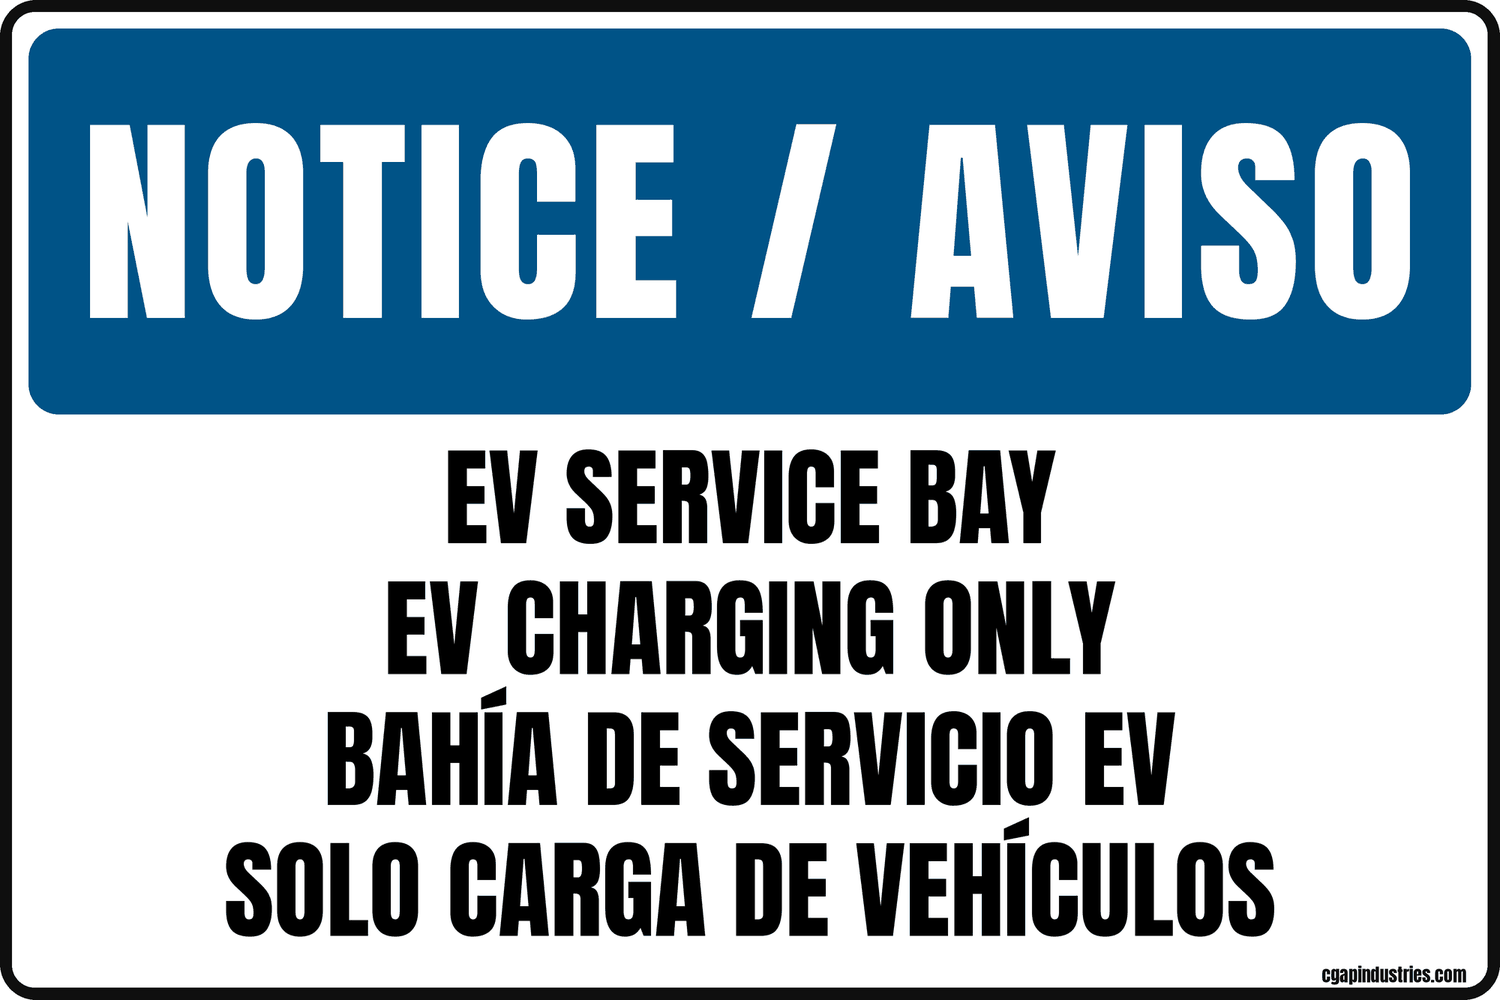 NOTICE / AVISO
EV SERVICE BAY
EV CHARGING ONLY
BAHÍA DE SERVICIO EV
SOLO CARGA DE VEHÍCULOS
cgapindustries.com